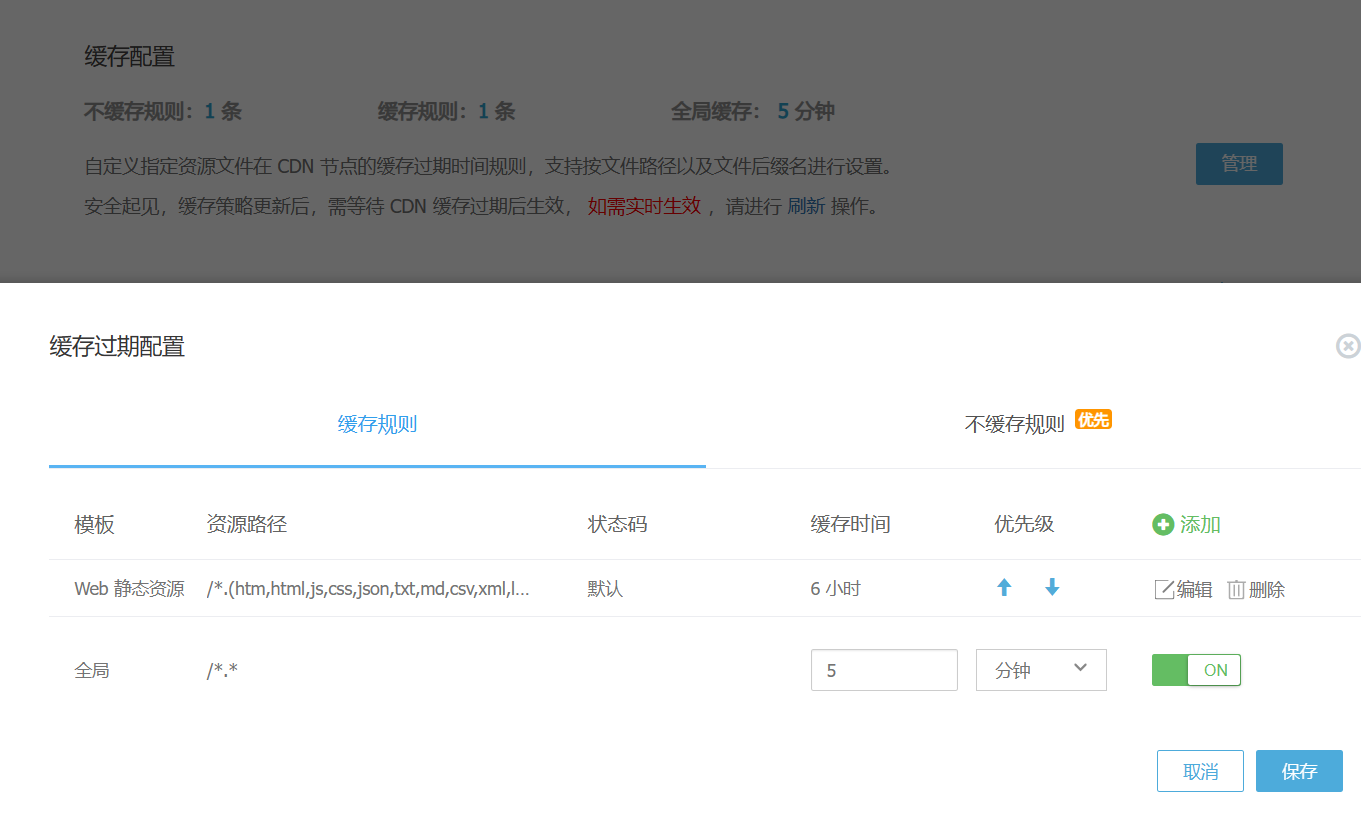 缓存配置
不缓存规则：1 条 缓存规则：1 条 全局缓存： 5 分钟
自定义指定资源文件在 CDN 节点的缓存过期时间规则，支持按文件路径以及文件后缀名进行设置。
管理
安全起见，缓存策略更新后，需等待 CDN 缓存过期后生效， 如需实时生效 ，请进行 刷新 操作。
缓存过期配置
缓存规则 不缓存规则 优先
模板 资源路径 状态码 缓存时间 优先级 添加
Web 静态资源 /*.(htm,html,js,css,json,txt,md,csv,xml,l... 默认 6 小时 编辑 删除
全局 /*.* 5 分钟 ON
取消 保存